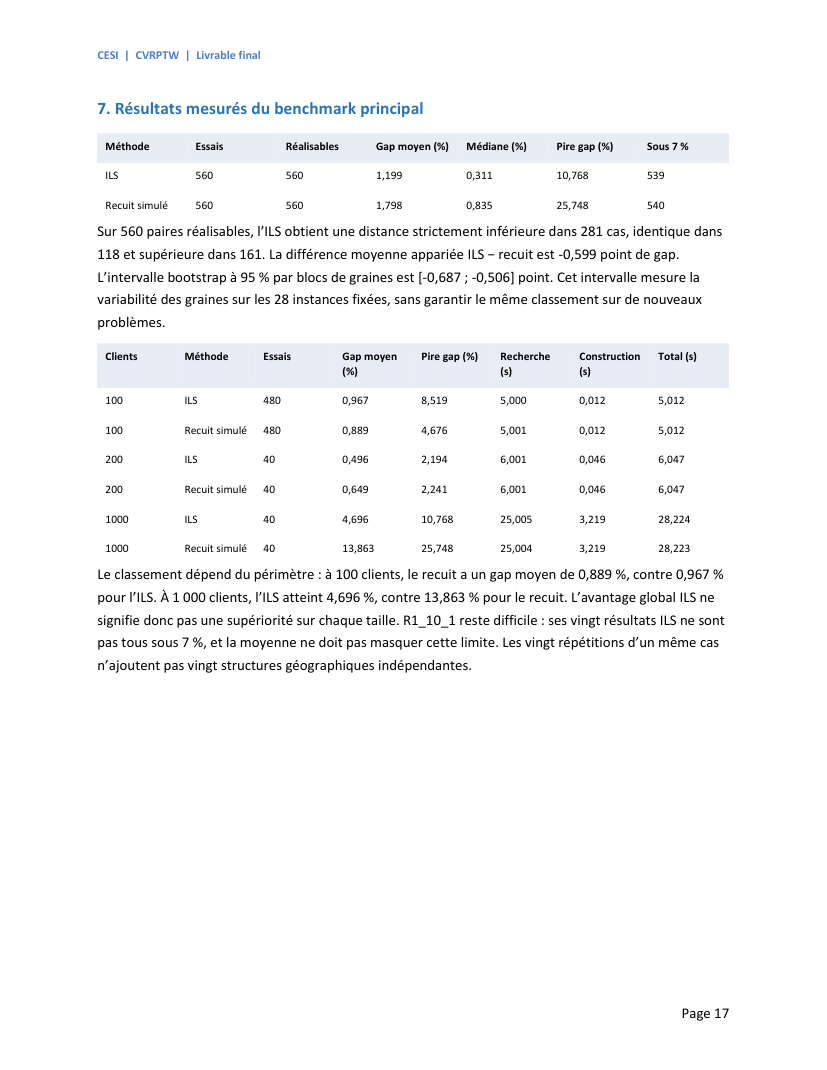 CESI | CVRPTW | Livrable final
7. Résultats mesurés du benchmark principal
Méthode Essais Réalisables Gap moyen (%) Médiane (%) Pire gap (%) Sous 7 %
ILS 560 560 1,199 0,311 10,768 539
Recuit simulé 560 560 1,798 0,835 25,748 540
Sur 560 paires réalisables, l’ILS obtient une distance strictement inférieure dans 281 cas, identique dans
118 et supérieure dans 161. La différence moyenne appariée ILS − recuit est -0,599 point de gap.
L’intervalle bootstrap à 95 % par blocs de graines est [-0,687 ; -0,506] point. Cet intervalle mesure la
variabilité des graines sur les 28 instances fixées, sans garantir le même classement sur de nouveaux
problèmes.
Clients Méthode Essais Gap moyen (%) Pire gap (%) Recherche (s) Construction (s) Total (s)
100 ILS 480 0,967 8,519 5,000 0,012 5,012
100 Recuit simulé 480 0,889 4,676 5,001 0,012 5,012
200 ILS 40 0,496 2,194 6,001 0,046 6,047
200 Recuit simulé 40 0,649 2,241 6,001 0,046 6,047
1000 ILS 40 4,696 10,768 25,005 3,219 28,224
1000 Recuit simulé 40 13,863 25,748 25,004 3,219 28,223
Le classement dépend du périmètre : à 100 clients, le recuit a un gap moyen de 0,889 %, contre 0,967 %
pour l’ILS. À 1 000 clients, l’ILS atteint 4,696 %, contre 13,863 % pour le recuit. L’avantage global ILS ne
signifie donc pas une supériorité sur chaque taille. R1_10_1 reste difficile : ses vingt résultats ILS ne sont
pas tous sous 7 %, et la moyenne ne doit pas masquer cette limite. Les vingt répétitions d’un même cas
n’ajoutent pas vingt structures géographiques indépendantes.
Page 17